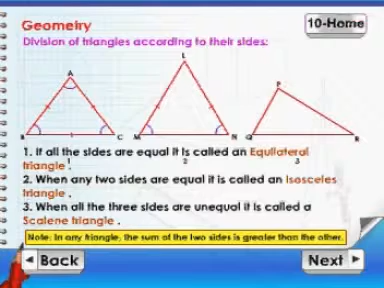 Geometry
10-Home
Division of triangles according to their sides:
A
L
P
B
C
M
N
Q
R
1
2
3
1. If all the sides are equal it is called an Equilateral
triangle .
2. When any two sides are equal it is called an Isosceles
triangle .
3. When all the three sides are unequal it is called a
Scalene triangle .
Note: In any triangle, the sum of the two sides is greater than the other.
Back
Next